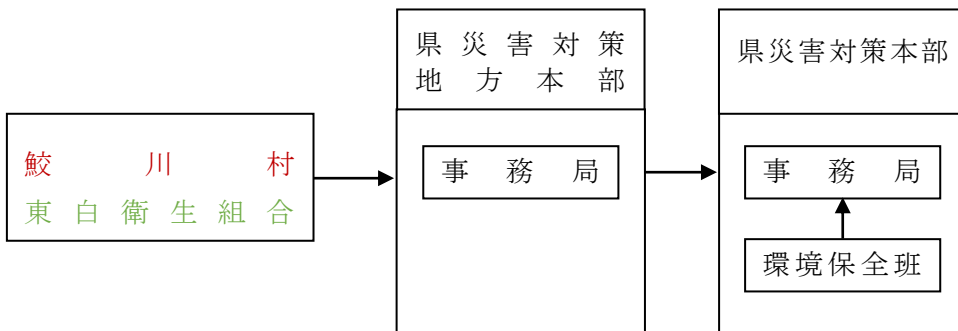 鮫川村
東白衛生組合
県災害対策
地方本部
事務局
県災害対策本部
事務局
環境保全班